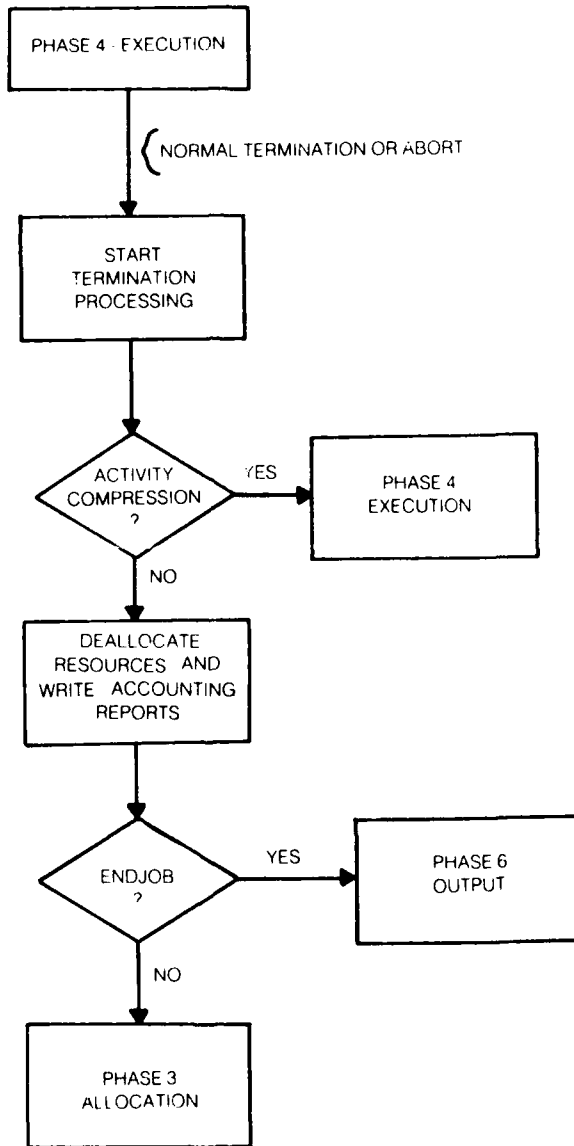 PHASE 4 - EXECUTION
NORMAL TERMINATION OR ABORT
START
TERMINATION
PROCESSING
ACTIVITY
COMPRESSION
?
YES
PHASE 4
EXECUTION
NO
DEALLOCATE
RESOURCES AND
WRITE ACCOUNTING
REPORTS
ENDJOB
?
YES
PHASE 6
OUTPUT
NO
PHASE 3
ALLOCATION